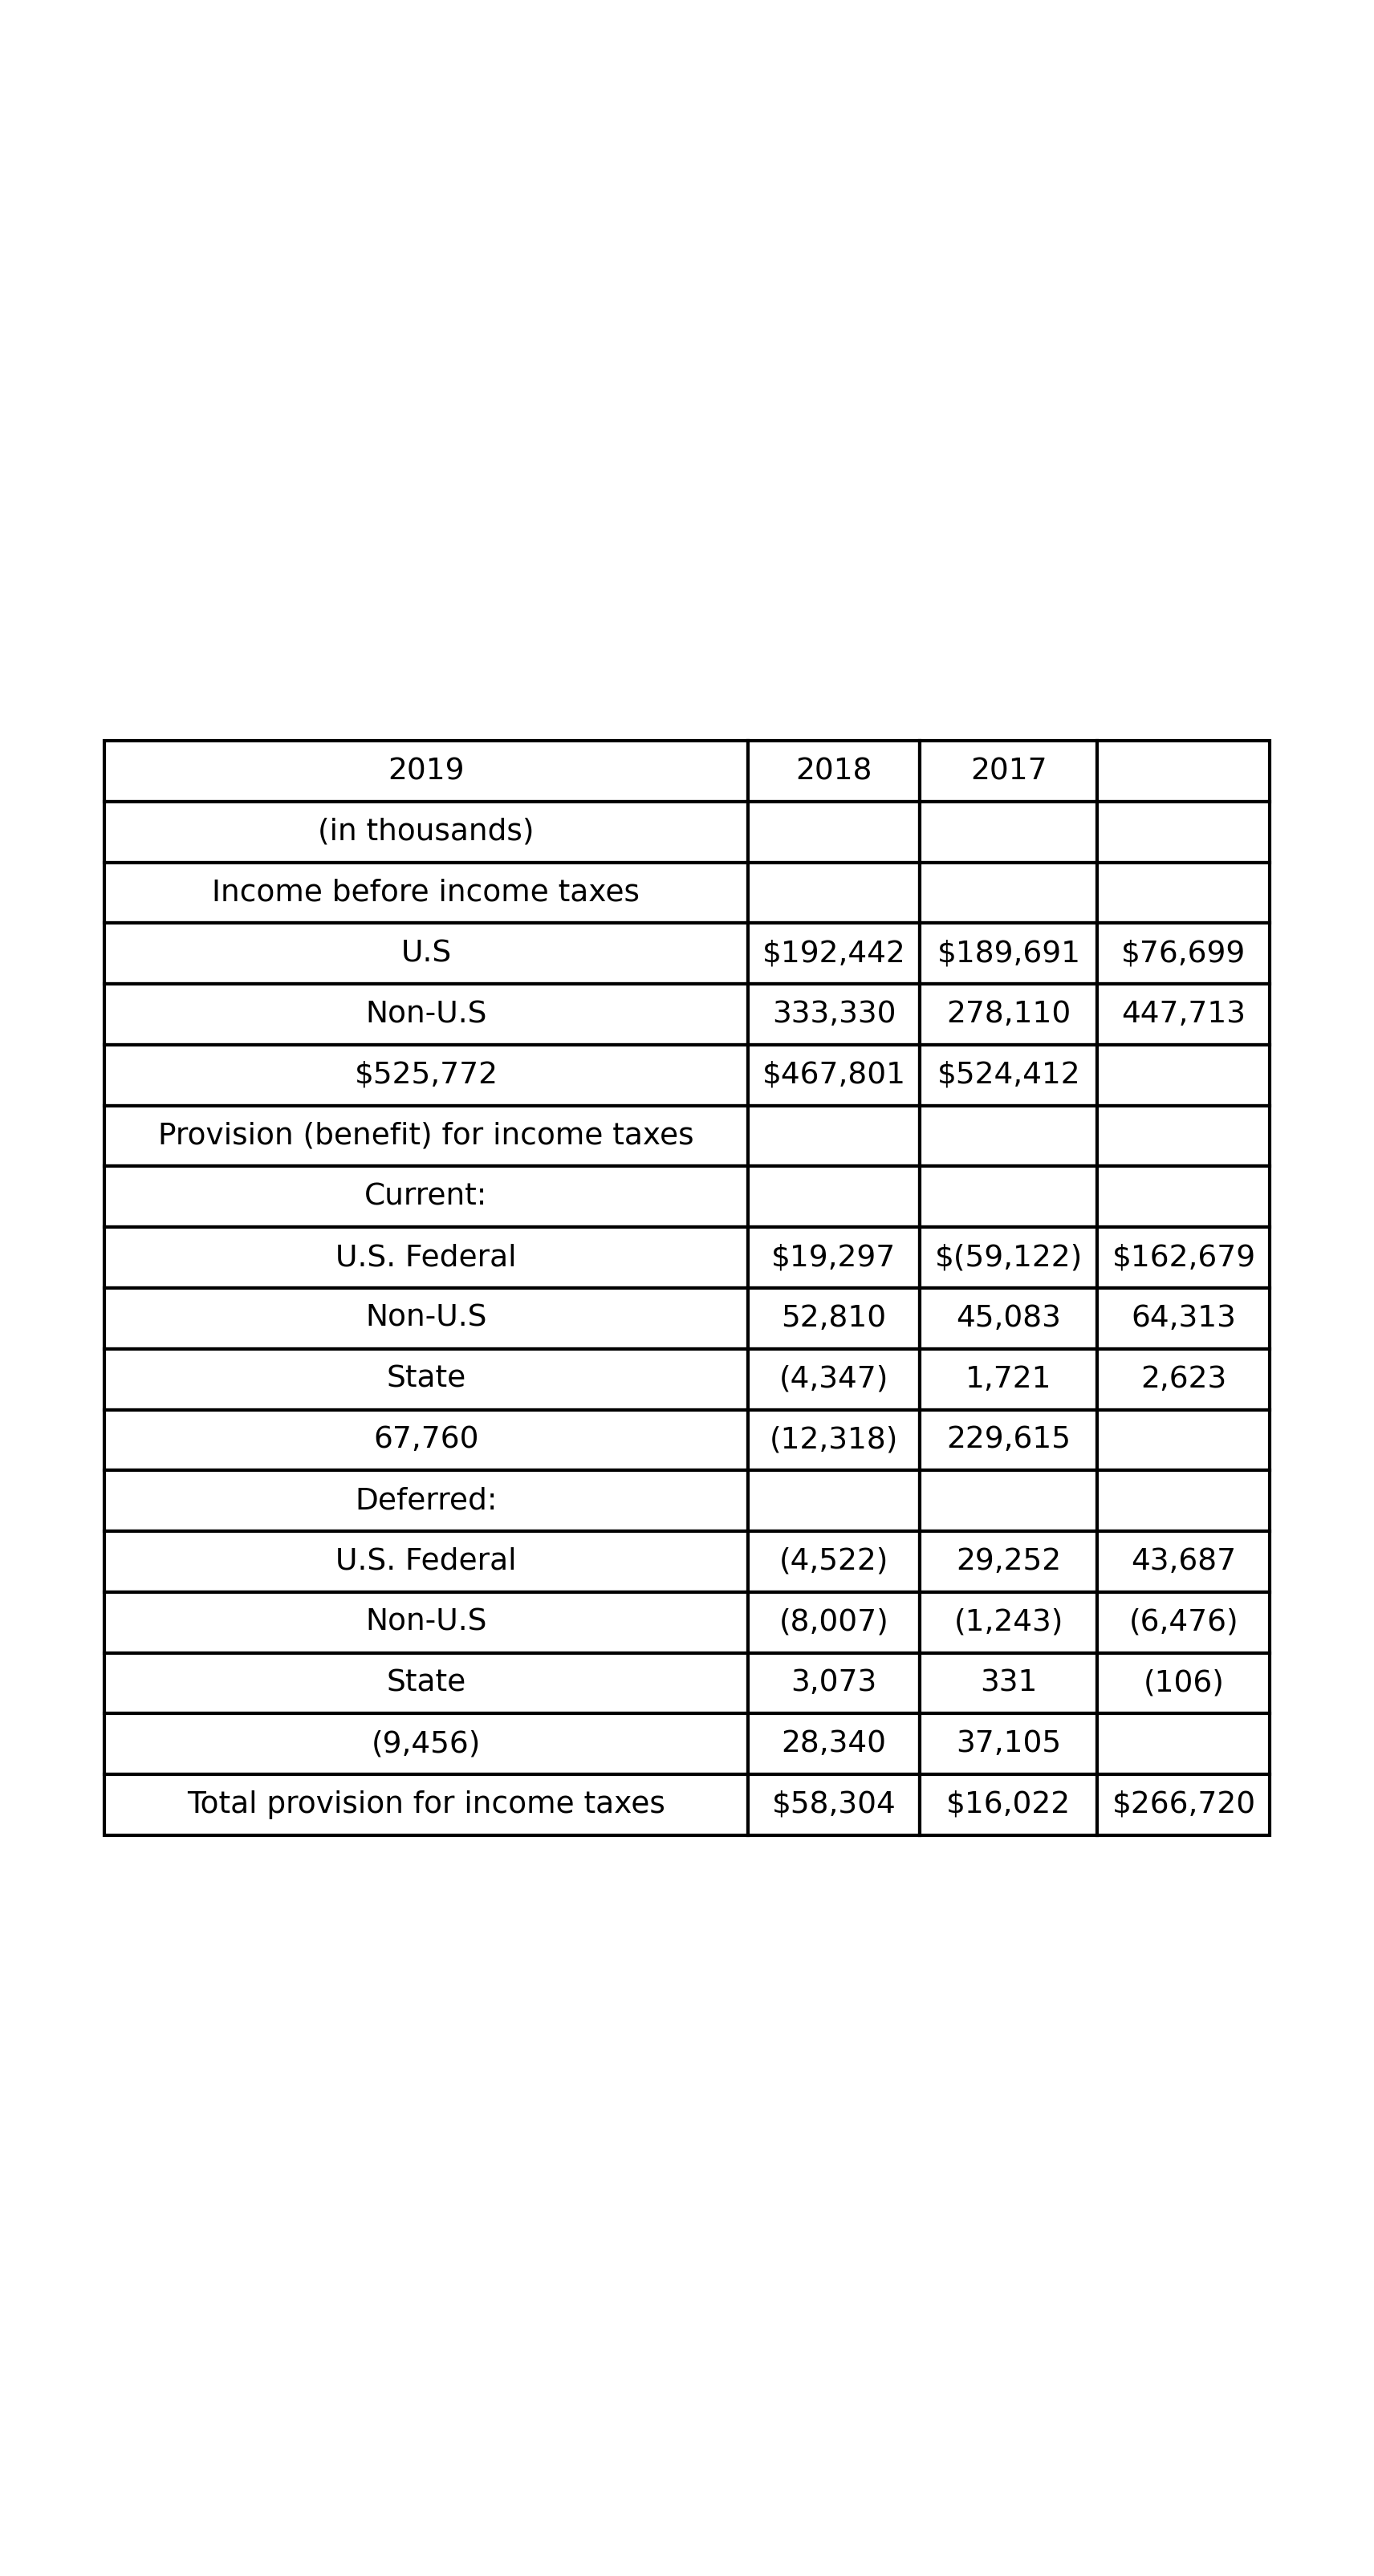 2019 2018 2017
(in thousands)
Income before income taxes
U.S $192,442 $189,691 $76,699
Non-U.S 333,330 278,110 447,713
$525,772 $467,801 $524,412
Provision (benefit) for income taxes
Current:
U.S. Federal $19,297 $(59,122) $162,679
Non-U.S 52,810 45,083 64,313
State (4,347) 1,721 2,623
67,760 (12,318) 229,615
Deferred:
U.S. Federal (4,522) 29,252 43,687
Non-U.S (8,007) (1,243) (6,476)
State 3,073 331 (106)
(9,456) 28,340 37,105
Total provision for income taxes $58,304 $16,022 $266,720